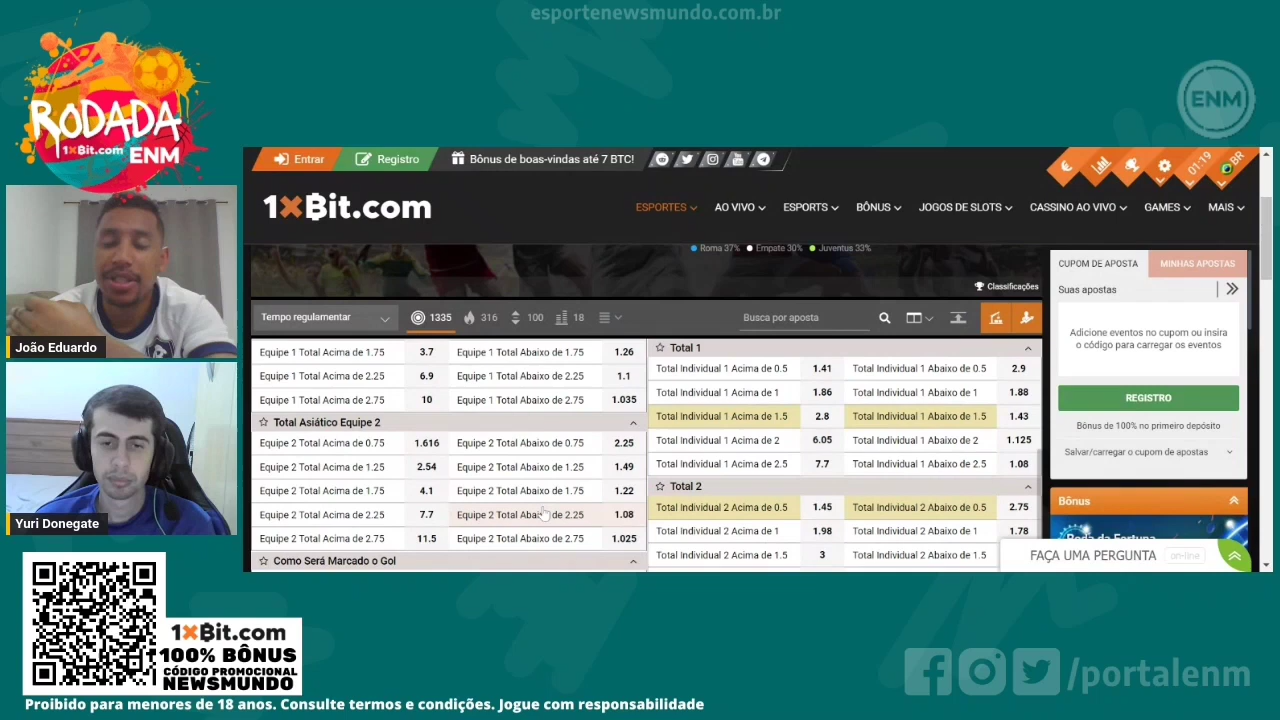 esportenewsmundo.com.br
RODADA
1xBit.com ENM
ENM
Entrar
Registro
Bônus de boas-vindas até 7 BTC!
01:19
BR
1xBit.com
ESPORTES
AO VIVO
ESPORTS
BÔNUS
JOGOS DE SLOTS
CASSINO AO VIVO
GAMES
MAIS
Roma 37% Empate 30% Juventus 33%
Classificações
Tempo regulamentar
1335
316
100
18
Busca por aposta
Equipe 1 Total Acima de 1.75 3.7 Equipe 1 Total Abaixo de 1.75 1.26
Equipe 1 Total Acima de 2.25 6.9 Equipe 1 Total Abaixo de 2.25 1.1
Equipe 1 Total Acima de 2.75 10 Equipe 1 Total Abaixo de 2.75 1.035
Total Asiático Equipe 2
Equipe 2 Total Acima de 0.75 1.616 Equipe 2 Total Abaixo de 0.75 2.25
Equipe 2 Total Acima de 1.25 2.54 Equipe 2 Total Abaixo de 1.25 1.49
Equipe 2 Total Acima de 1.75 4.1 Equipe 2 Total Abaixo de 1.75 1.22
Equipe 2 Total Acima de 2.25 7.7 Equipe 2 Total Abaixo de 2.25 1.08
Equipe 2 Total Acima de 2.75 11.5 Equipe 2 Total Abaixo de 2.75 1.025
Como Será Marcado o Gol
Total 1
Total Individual 1 Acima de 0.5 1.41 Total Individual 1 Abaixo de 0.5 2.9
Total Individual 1 Acima de 1 1.86 Total Individual 1 Abaixo de 1 1.88
Total Individual 1 Acima de 1.5 2.8 Total Individual 1 Abaixo de 1.5 1.43
Total Individual 1 Acima de 2 6.05 Total Individual 1 Abaixo de 2 1.125
Total Individual 1 Acima de 2.5 7.7 Total Individual 1 Abaixo de 2.5 1.08
Total 2
Total Individual 2 Acima de 0.5 1.45 Total Individual 2 Abaixo de 0.5 2.75
Total Individual 2 Acima de 1 1.98 Total Individual 2 Abaixo de 1 1.78
Total Individual 2 Acima de 1.5 3 Total Individual 2 Abaixo de 1.5
CUPOM DE APOSTA
MINHAS APOSTAS
Suas apostas
Adicione eventos no cupom ou insira
o código para carregar os eventos
REGISTRO
Bônus de 100% no primeiro depósito
Salvar/carregar o cupom de apostas
Bônus
Roda da Fortuna
FAÇA UMA PERGUNTA on-line
João Eduardo
Yuri Donegate
1xBit.com
100% BÔNUS
CÓDIGO PROMOCIONAL
NEWSMUNDO
/portalenm
Proibido para menores de 18 anos. Consulte termos e condições. Jogue com responsabilidade